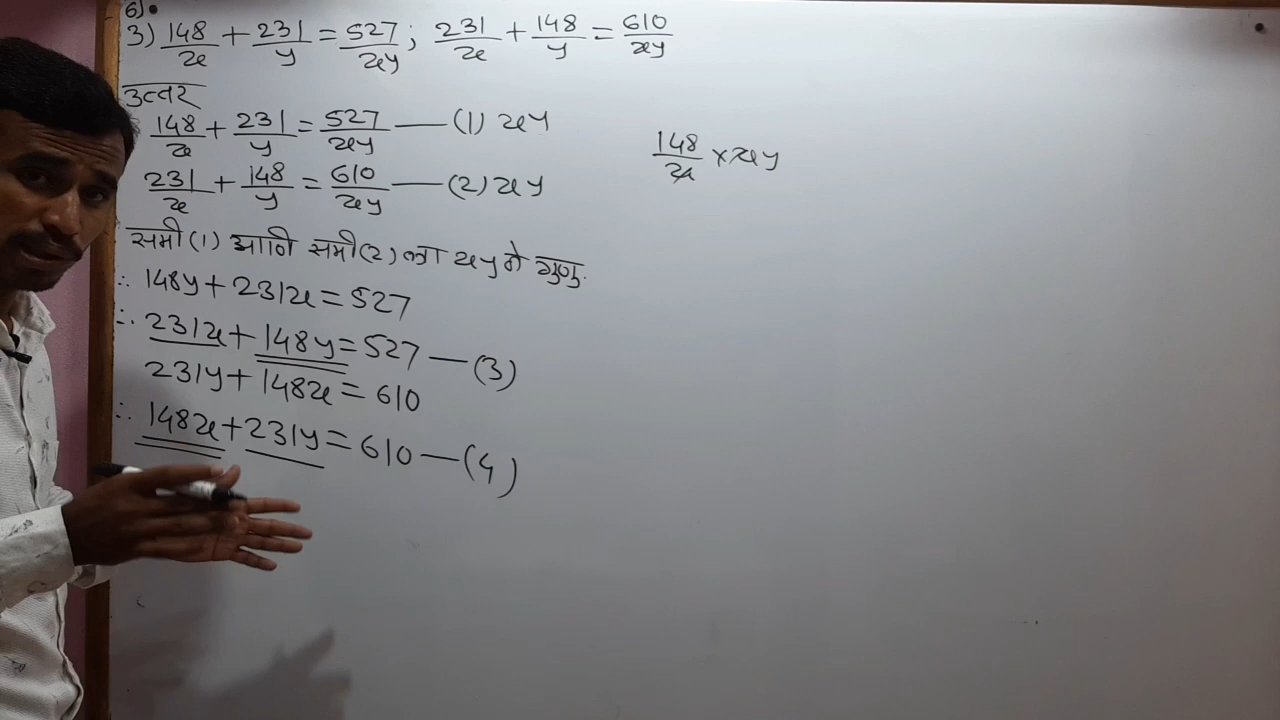 6).
3) 148/x + 231/y = 527/xy ; 231/x + 148/y = 610/xy
उत्तर
148/x + 231/y = 527/xy — (1) xy
148/x × xy
231/x + 148/y = 610/xy — (2) xy
समी (1) आणि समी (2) ला xy ने गुणू.
∴ 148y + 231x = 527
∴ 231x + 148y = 527 — (3)
231y + 148x = 610
∴ 148x + 231y = 610 — (4)